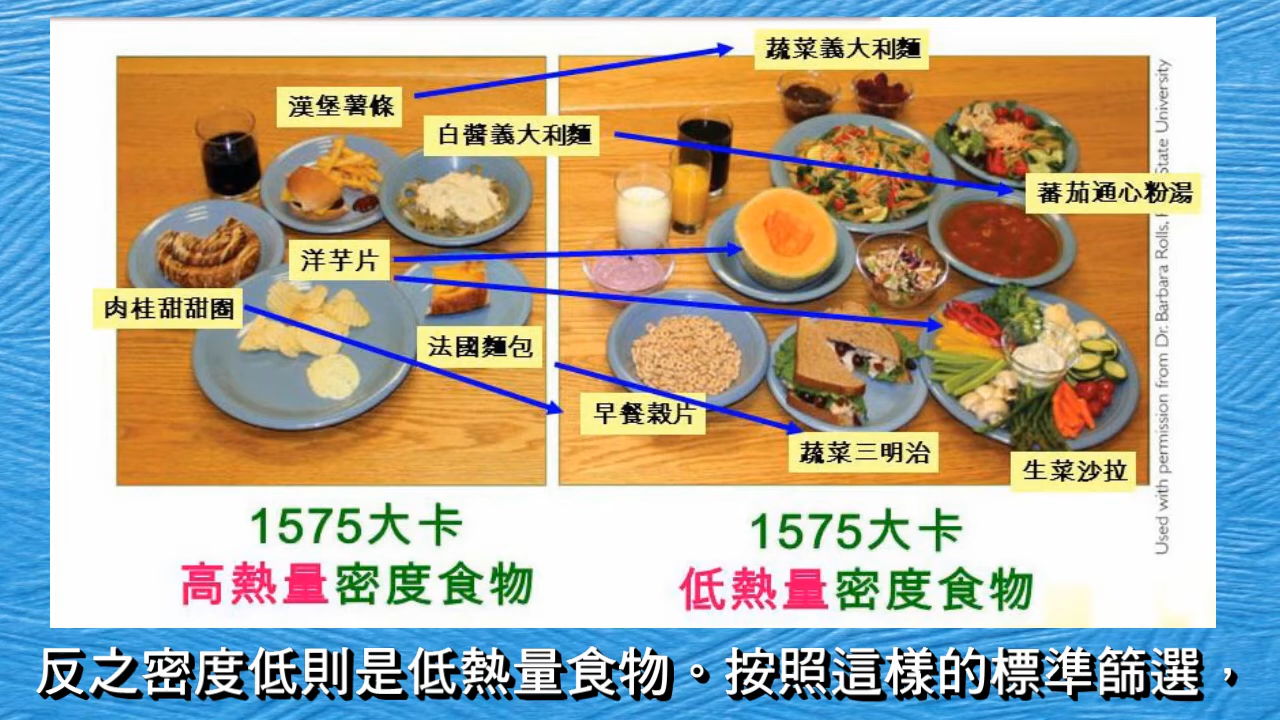 蔬菜義大利麵
漢堡薯條
白醬義大利麵
蕃茄通心粉湯
洋芋片
肉桂甜甜圈
法國麵包
早餐穀片
蔬菜三明治
生菜沙拉
Used with permission from Dr. Barbara Rolls, P State University
1575大卡
高熱量密度食物
1575大卡
低熱量密度食物
反之密度低則是低熱量食物。按照這樣的標準篩選，